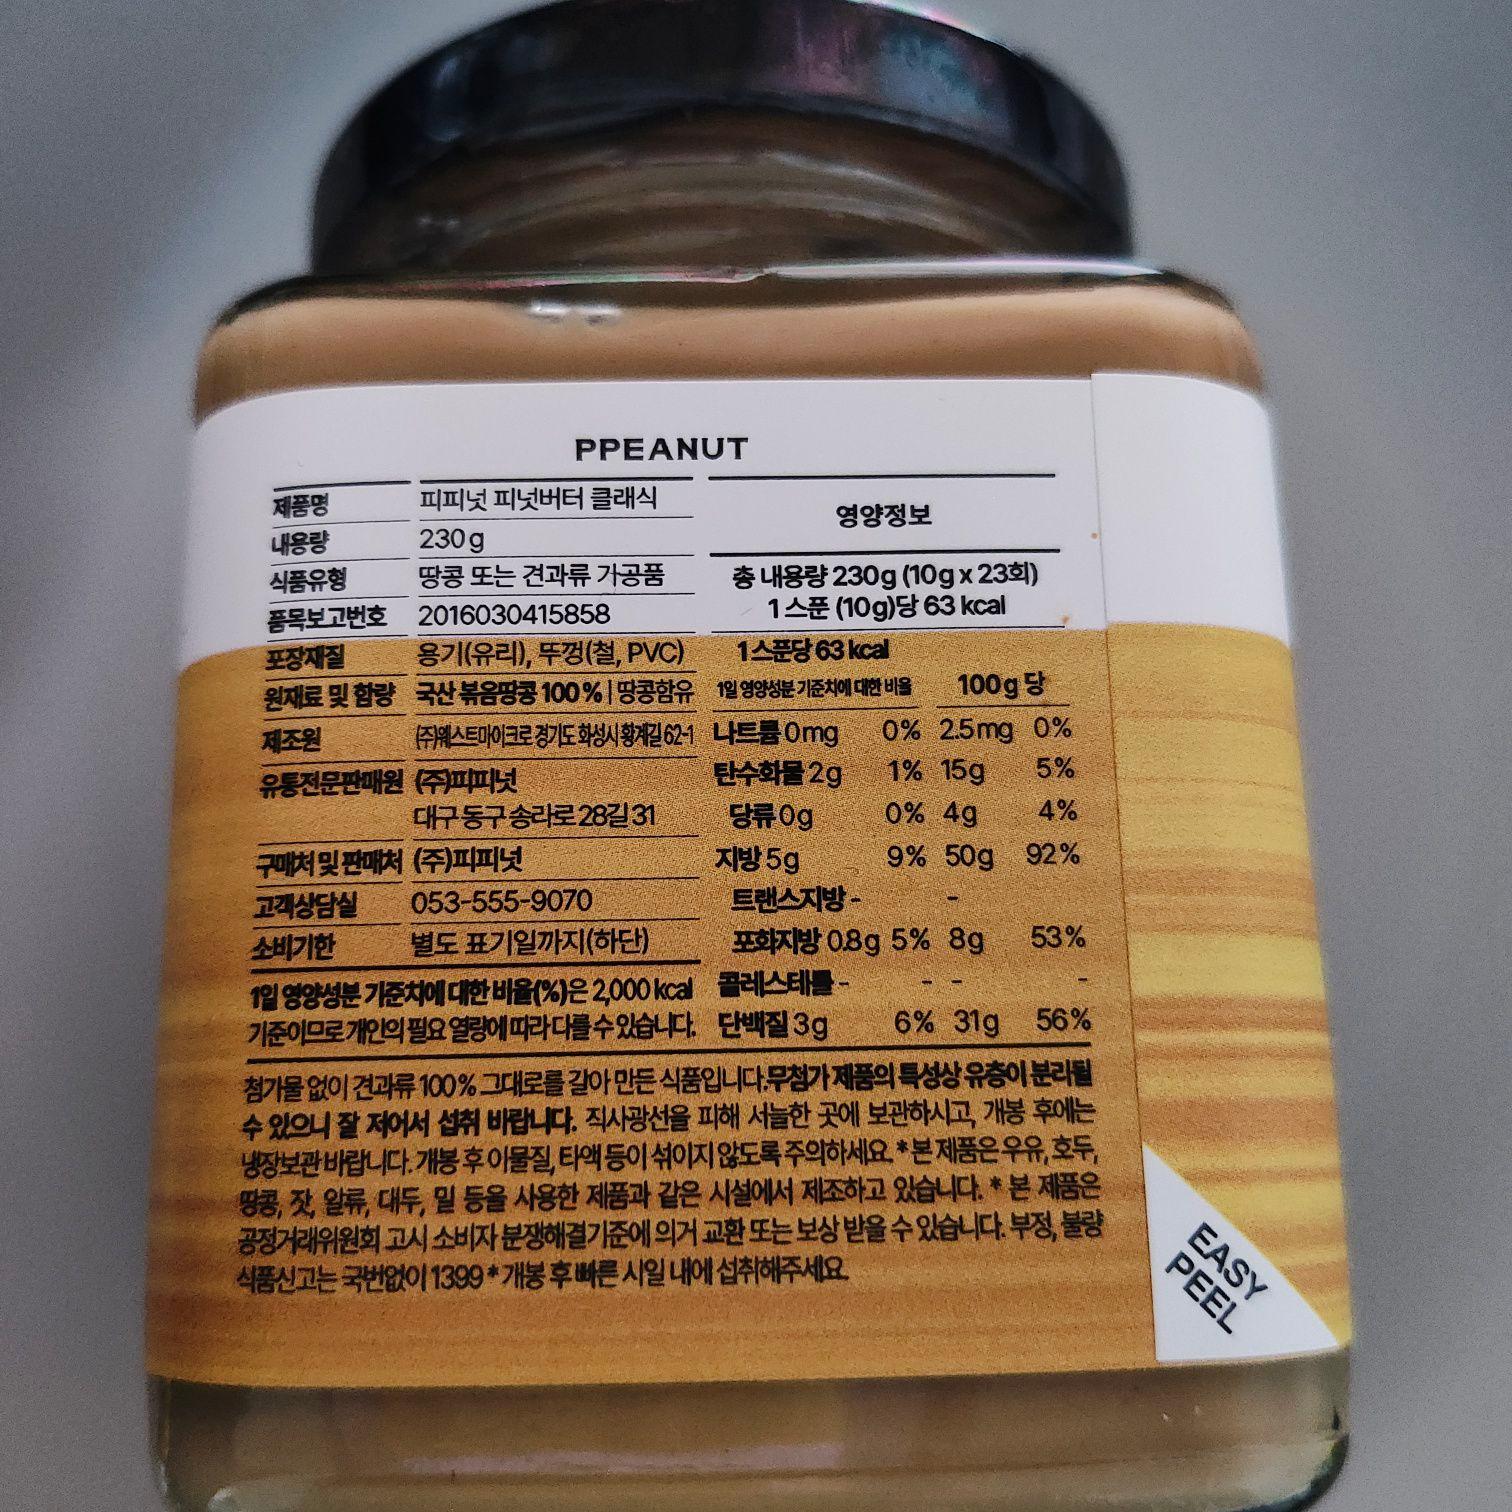 PPEANUT
제품명 피피넛 피넛버터 클래식
내용량 230g
식품유형 땅콩 또는 견과류 가공품
품목보고번호 2016030415858
포장재질 용기(유리), 뚜껑(철, PVC)
원재료 및 함량 국산 볶음땅콩 100% | 땅콩함유
제조원 (주)웨스트마이크로 경기도 화성시 황계길 62-1
유통전문판매원 (주)피피넛
대구 동구 송라로 28길 31
구매처 및 판매처 (주)피피넛
고객상담실 053-555-9070
소비기한 별도 표기일까지(하단)
1일 영양성분 기준치에 대한 비율(%)은 2,000 kcal
기준이므로 개인의 필요 열량에 따라 다를 수 있습니다.
영양정보
총 내용량 230g (10g x 23회)
1 스푼 (10g)당 63 kcal
1스푼당 63 kcal
1일 영양성분 기준치에 대한 비율 100g 당
나트륨 0mg 0% 2.5mg 0%
탄수화물 2g 1% 15g 5%
당류 0g 0% 4g 4%
지방 5g 9% 50g 92%
트랜스지방 - -
포화지방 0.8g 5% 8g 53%
콜레스테롤 - - - -
단백질 3g 6% 31g 56%
첨가물 없이 견과류 100% 그대로를 갈아 만든 식품입니다.무첨가 제품의 특성상 유층이 분리될
수 있으니 잘 저어서 섭취 바랍니다. 직사광선을 피해 서늘한 곳에 보관하시고, 개봉 후에는
냉장보관 바랍니다. 개봉 후 이물질, 타액 등이 섞이지 않도록 주의하세요. *본 제품은 우유, 호두,
땅콩, 잣, 알류, 대두, 밀 등을 사용한 제품과 같은 시설에서 제조하고 있습니다. * 본 제품은
공정거래위원회 고시 소비자 분쟁해결기준에 의거 교환 또는 보상 받을 수 있습니다. 부정, 불량
식품신고는 국번없이 1399 * 개봉 후 빠른 시일 내에 섭취해주세요.
EASY
PEEL